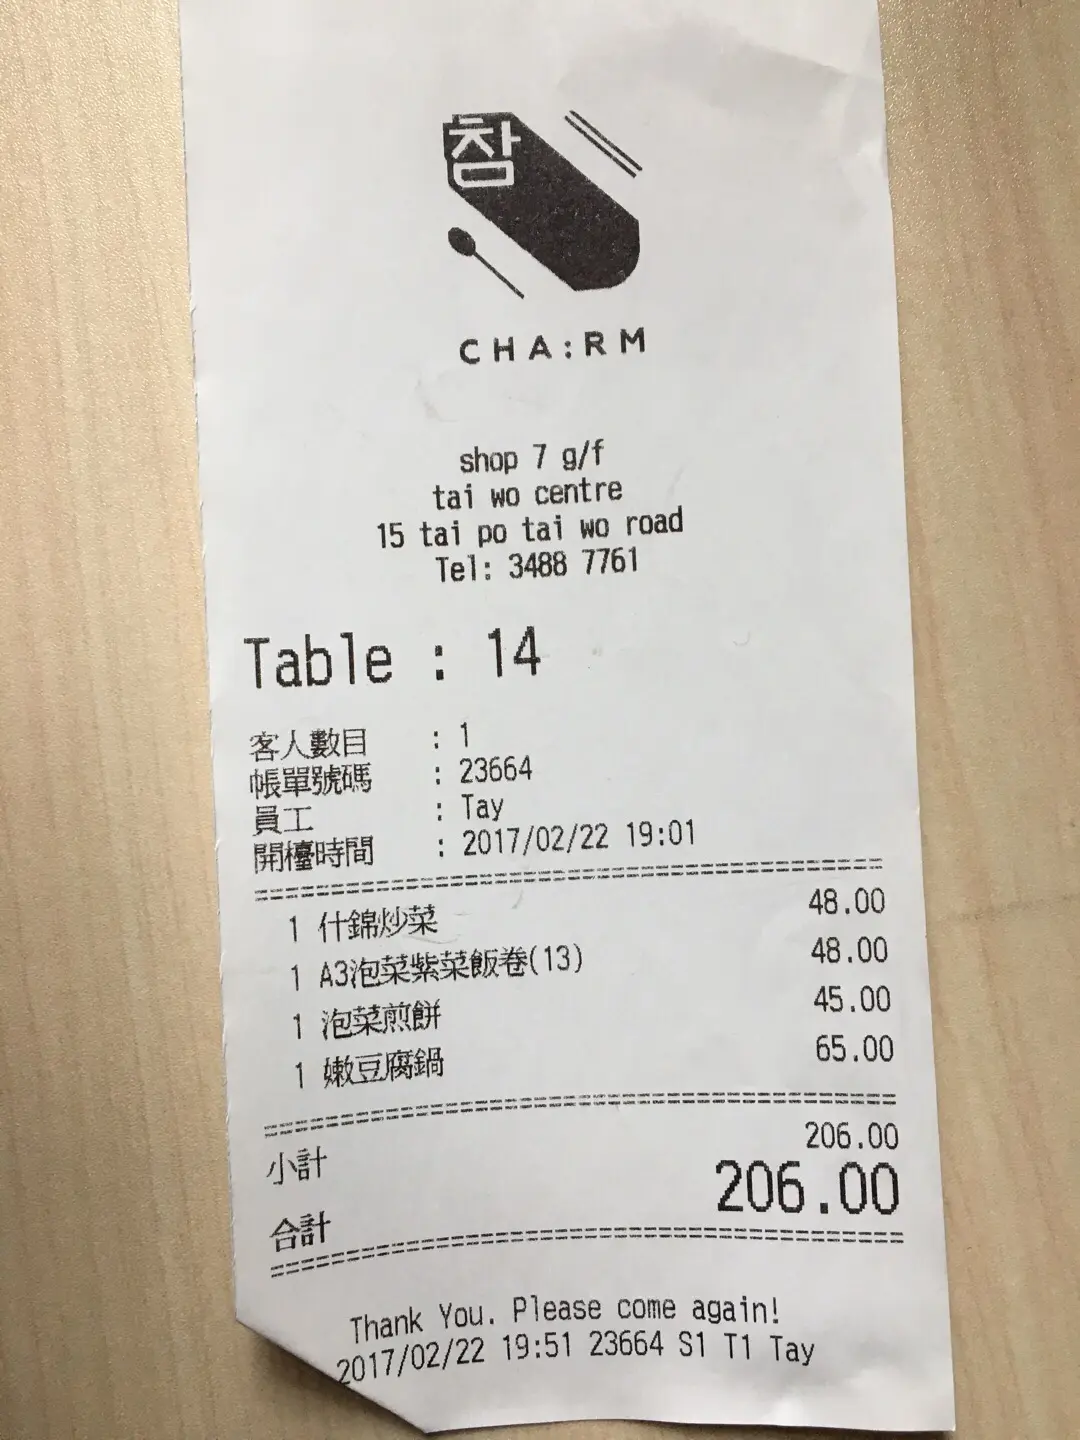 참
CHA:RM
shop 7 g/f
tai wo centre
15 tai po tai wo road
Tel: 3488 7761
Table : 14
客人數目 : 1
帳單號碼 : 23664
員工 : Tay
開檯時間 : 2017/02/22 19:01
1 什錦炒菜 48.00
1 A3泡菜紫菜飯卷(13) 48.00
1 泡菜煎餅 45.00
1 嫩豆腐鍋 65.00
小計 206.00
合計 206.00
Thank You. Please come again!
2017/02/22 19:51 23664 S1 T1 Tay